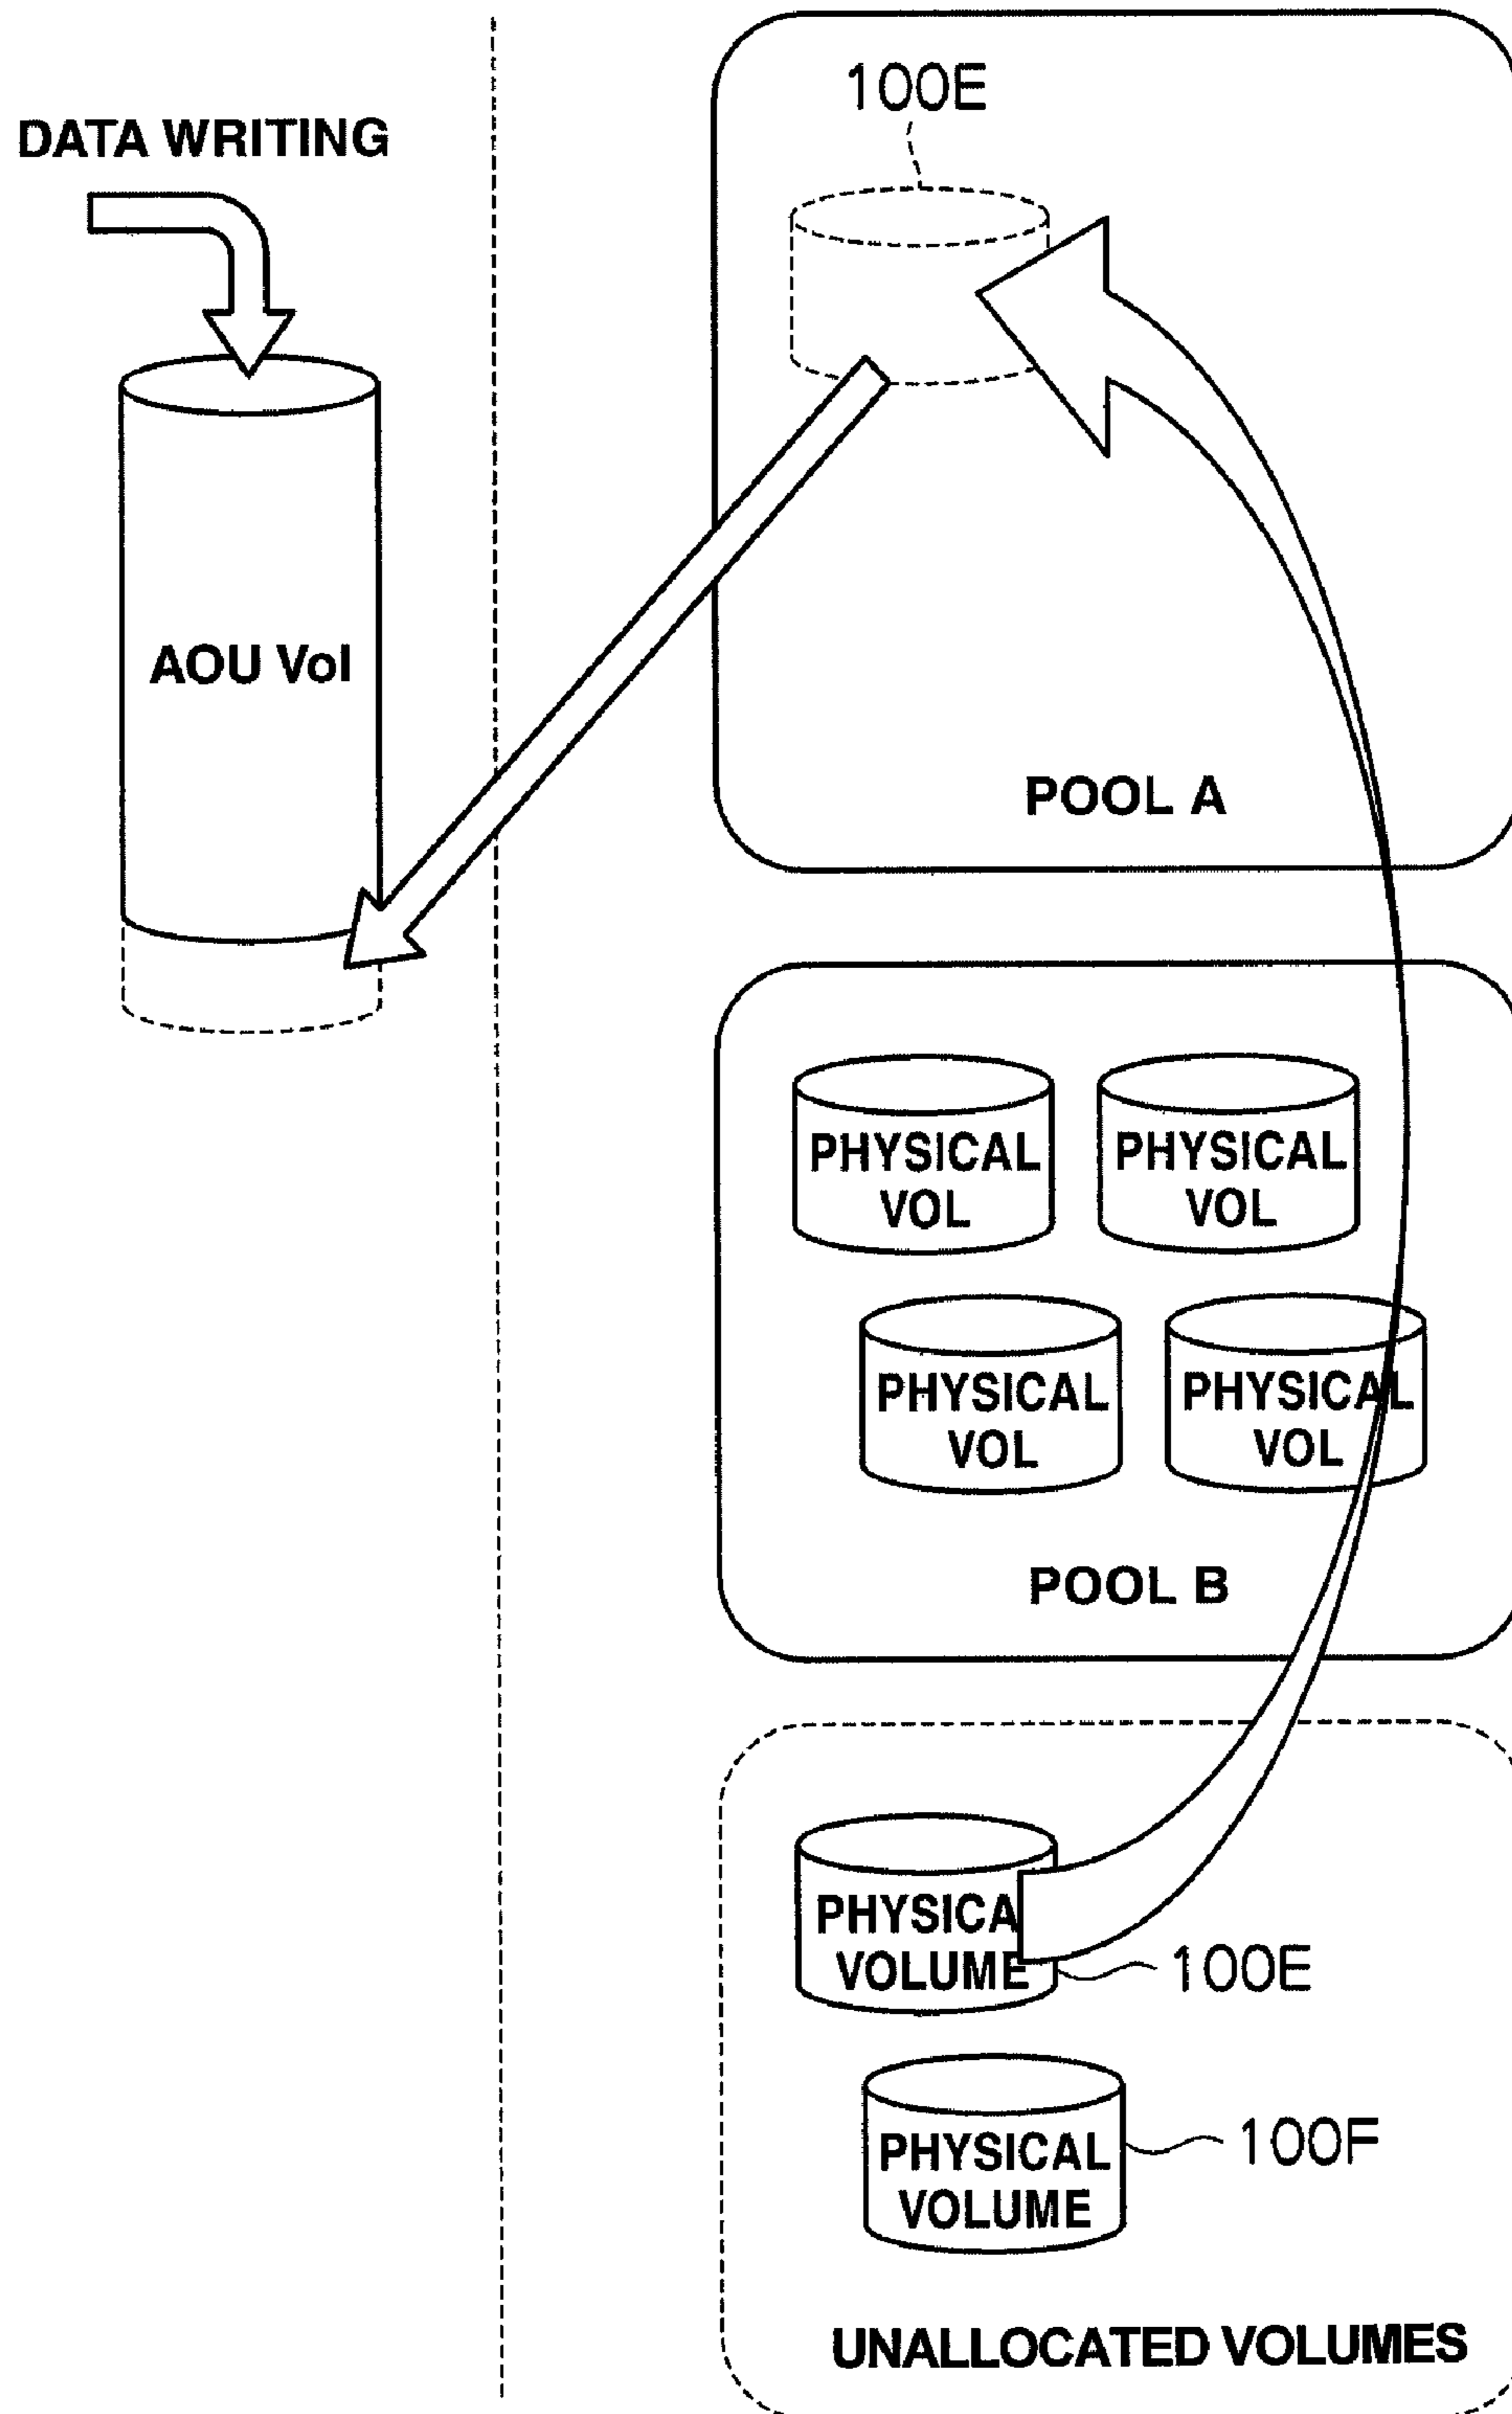 100E
DATA WRITING
AOU Vol
POOL A
PHYSICAL
VOL
PHYSICAL
VOL
PHYSICAL
VOL
PHYSICAL
VOL
POOL B
PHYSICA
VOLUME
100E
PHYSICAL
VOLUME
100F
UNALLOCATED VOLUMES